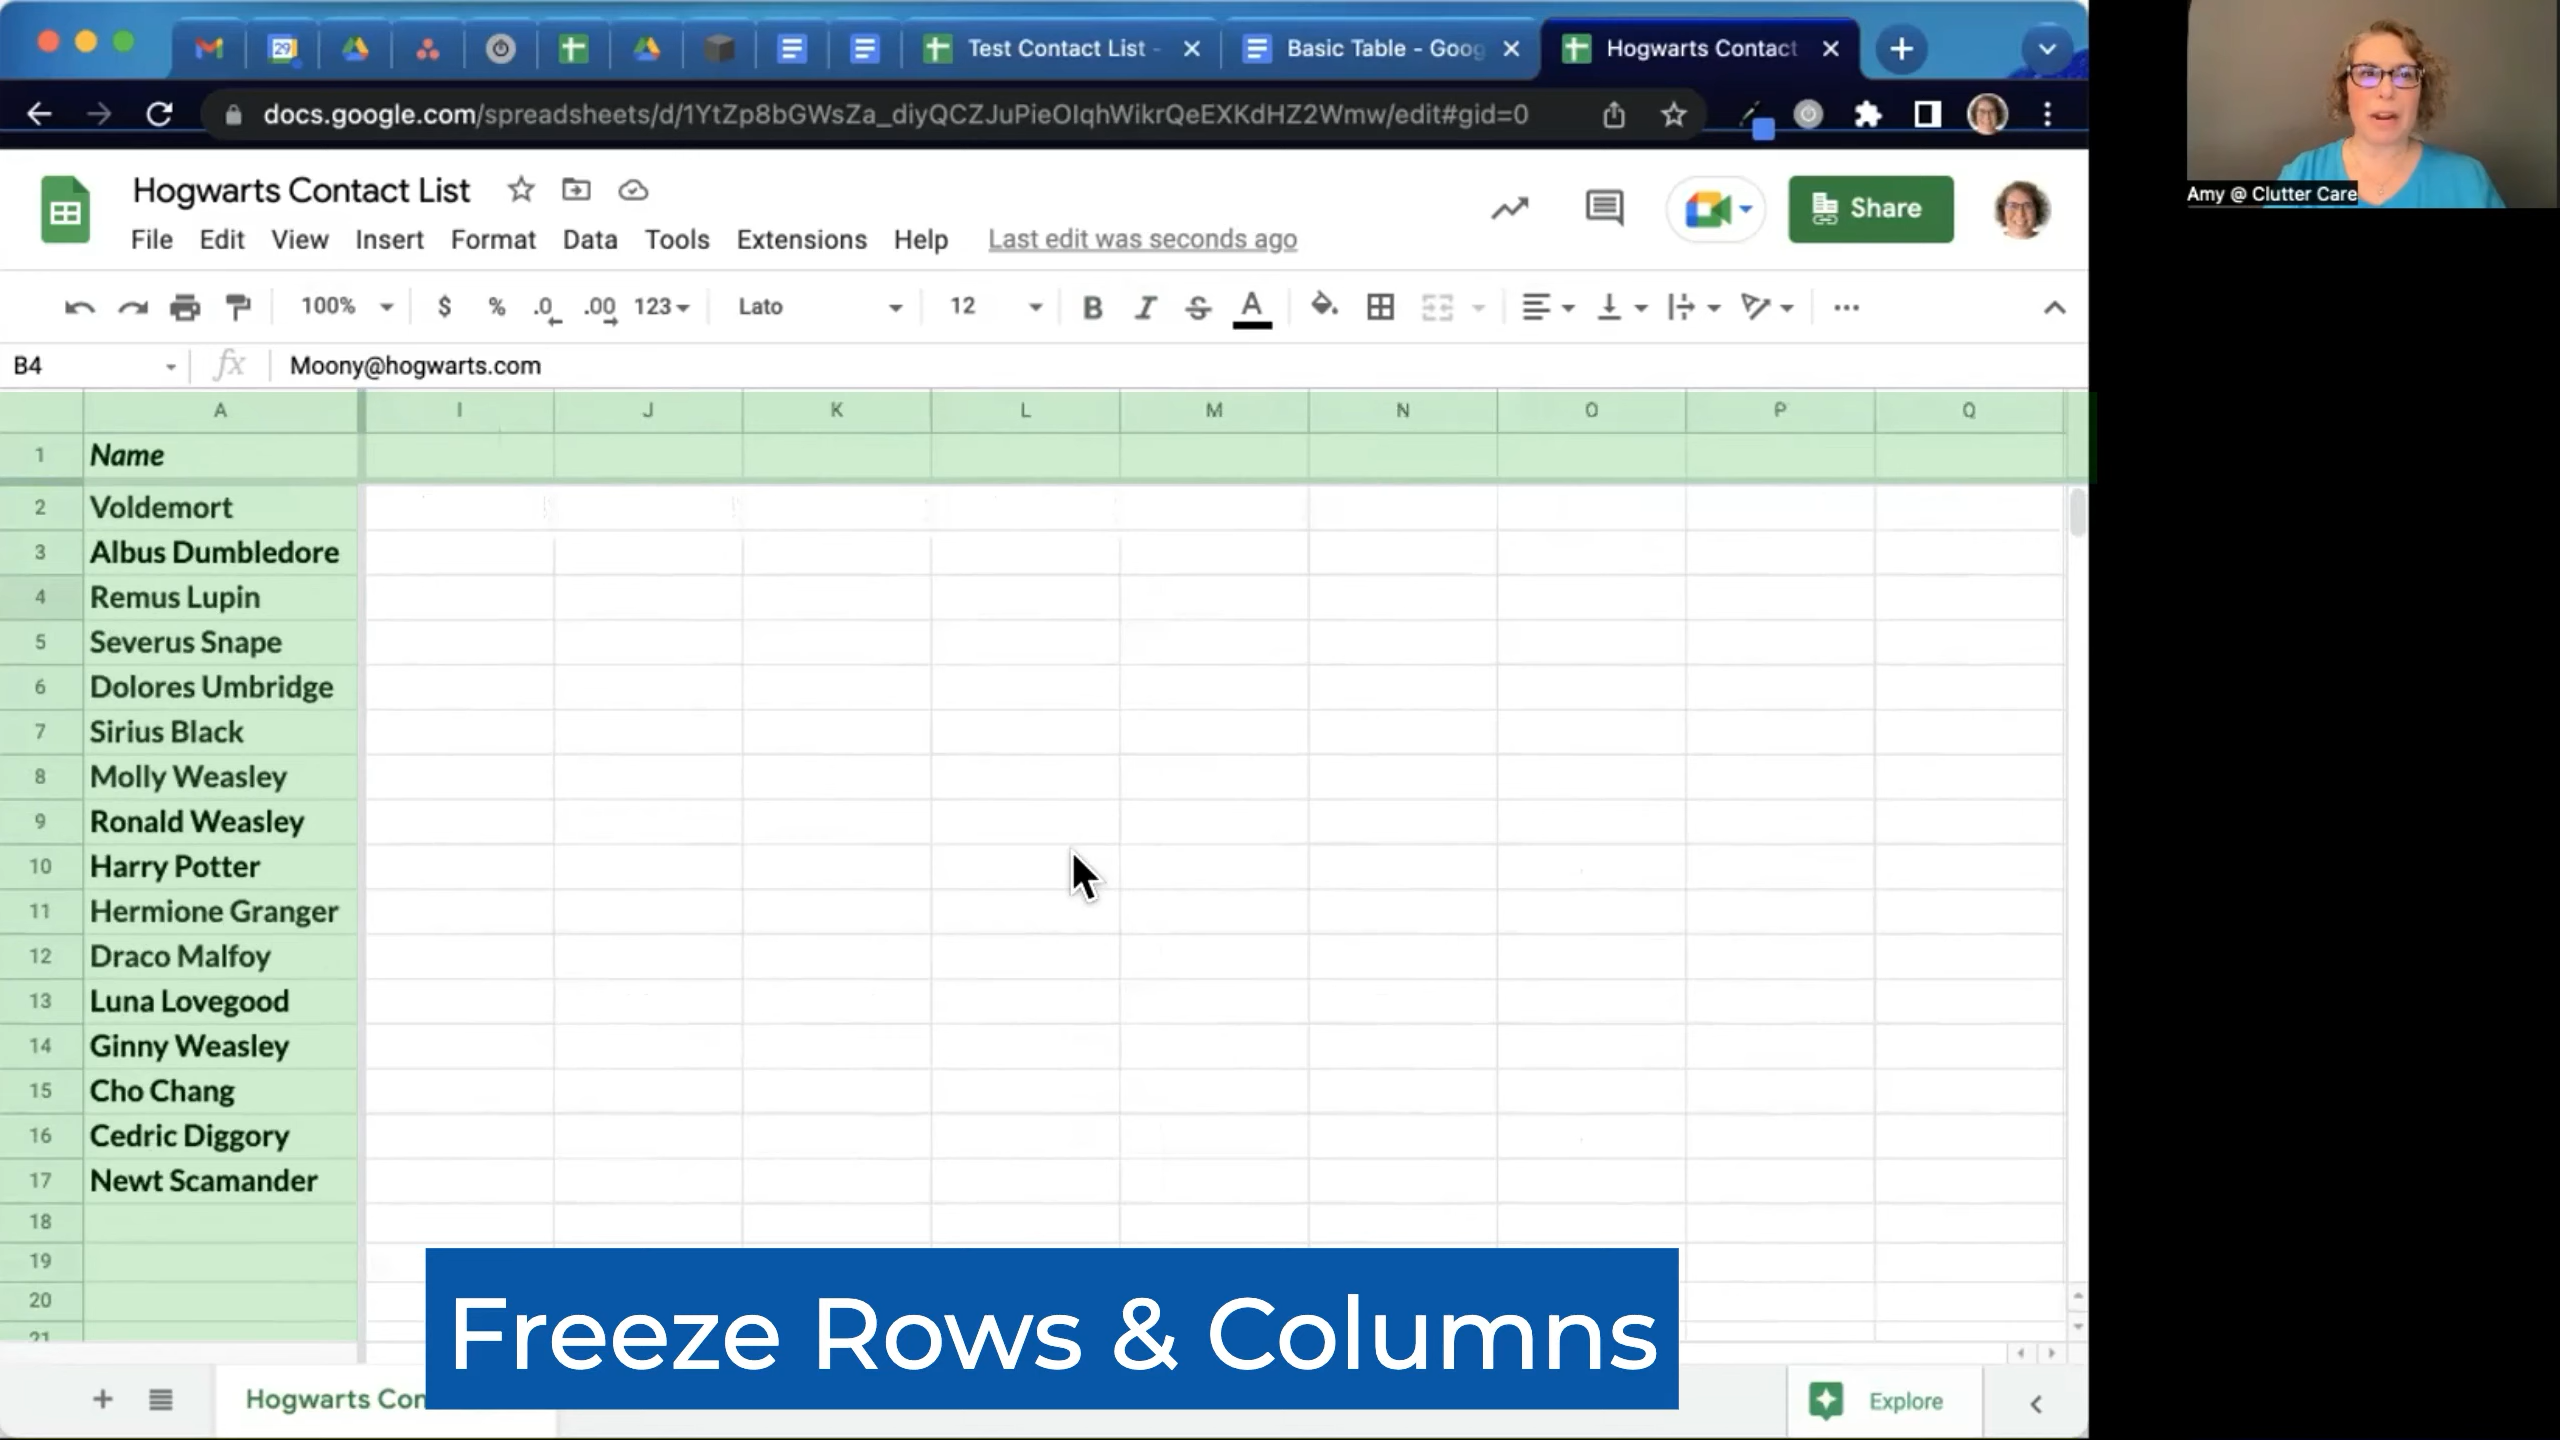 29
Test Contact List -
Basic Table - Goog
Hogwarts Contact
docs.google.com/spreadsheets/d/1YtZp8bGWsZa_diyQCZJuPieOIqhWikrQeEXKdHZ2Wmw/edit#gid=0
Amy @ Clutter Care
Hogwarts Contact List
Share
File Edit View Insert Format Data Tools Extensions Help Last edit was seconds ago
100% $ % .0 .00 123 Lato 12 B I S A
B4 fx Moony@hogwarts.com
A I J K L M N O P Q
1 Name
2 Voldemort
3 Albus Dumbledore
4 Remus Lupin
5 Severus Snape
6 Dolores Umbridge
7 Sirius Black
8 Molly Weasley
9 Ronald Weasley
10 Harry Potter
11 Hermione Granger
12 Draco Malfoy
13 Luna Lovegood
14 Ginny Weasley
15 Cho Chang
16 Cedric Diggory
17 Newt Scamander
18
19
20
21
Freeze Rows & Columns
Hogwarts Con
Explore